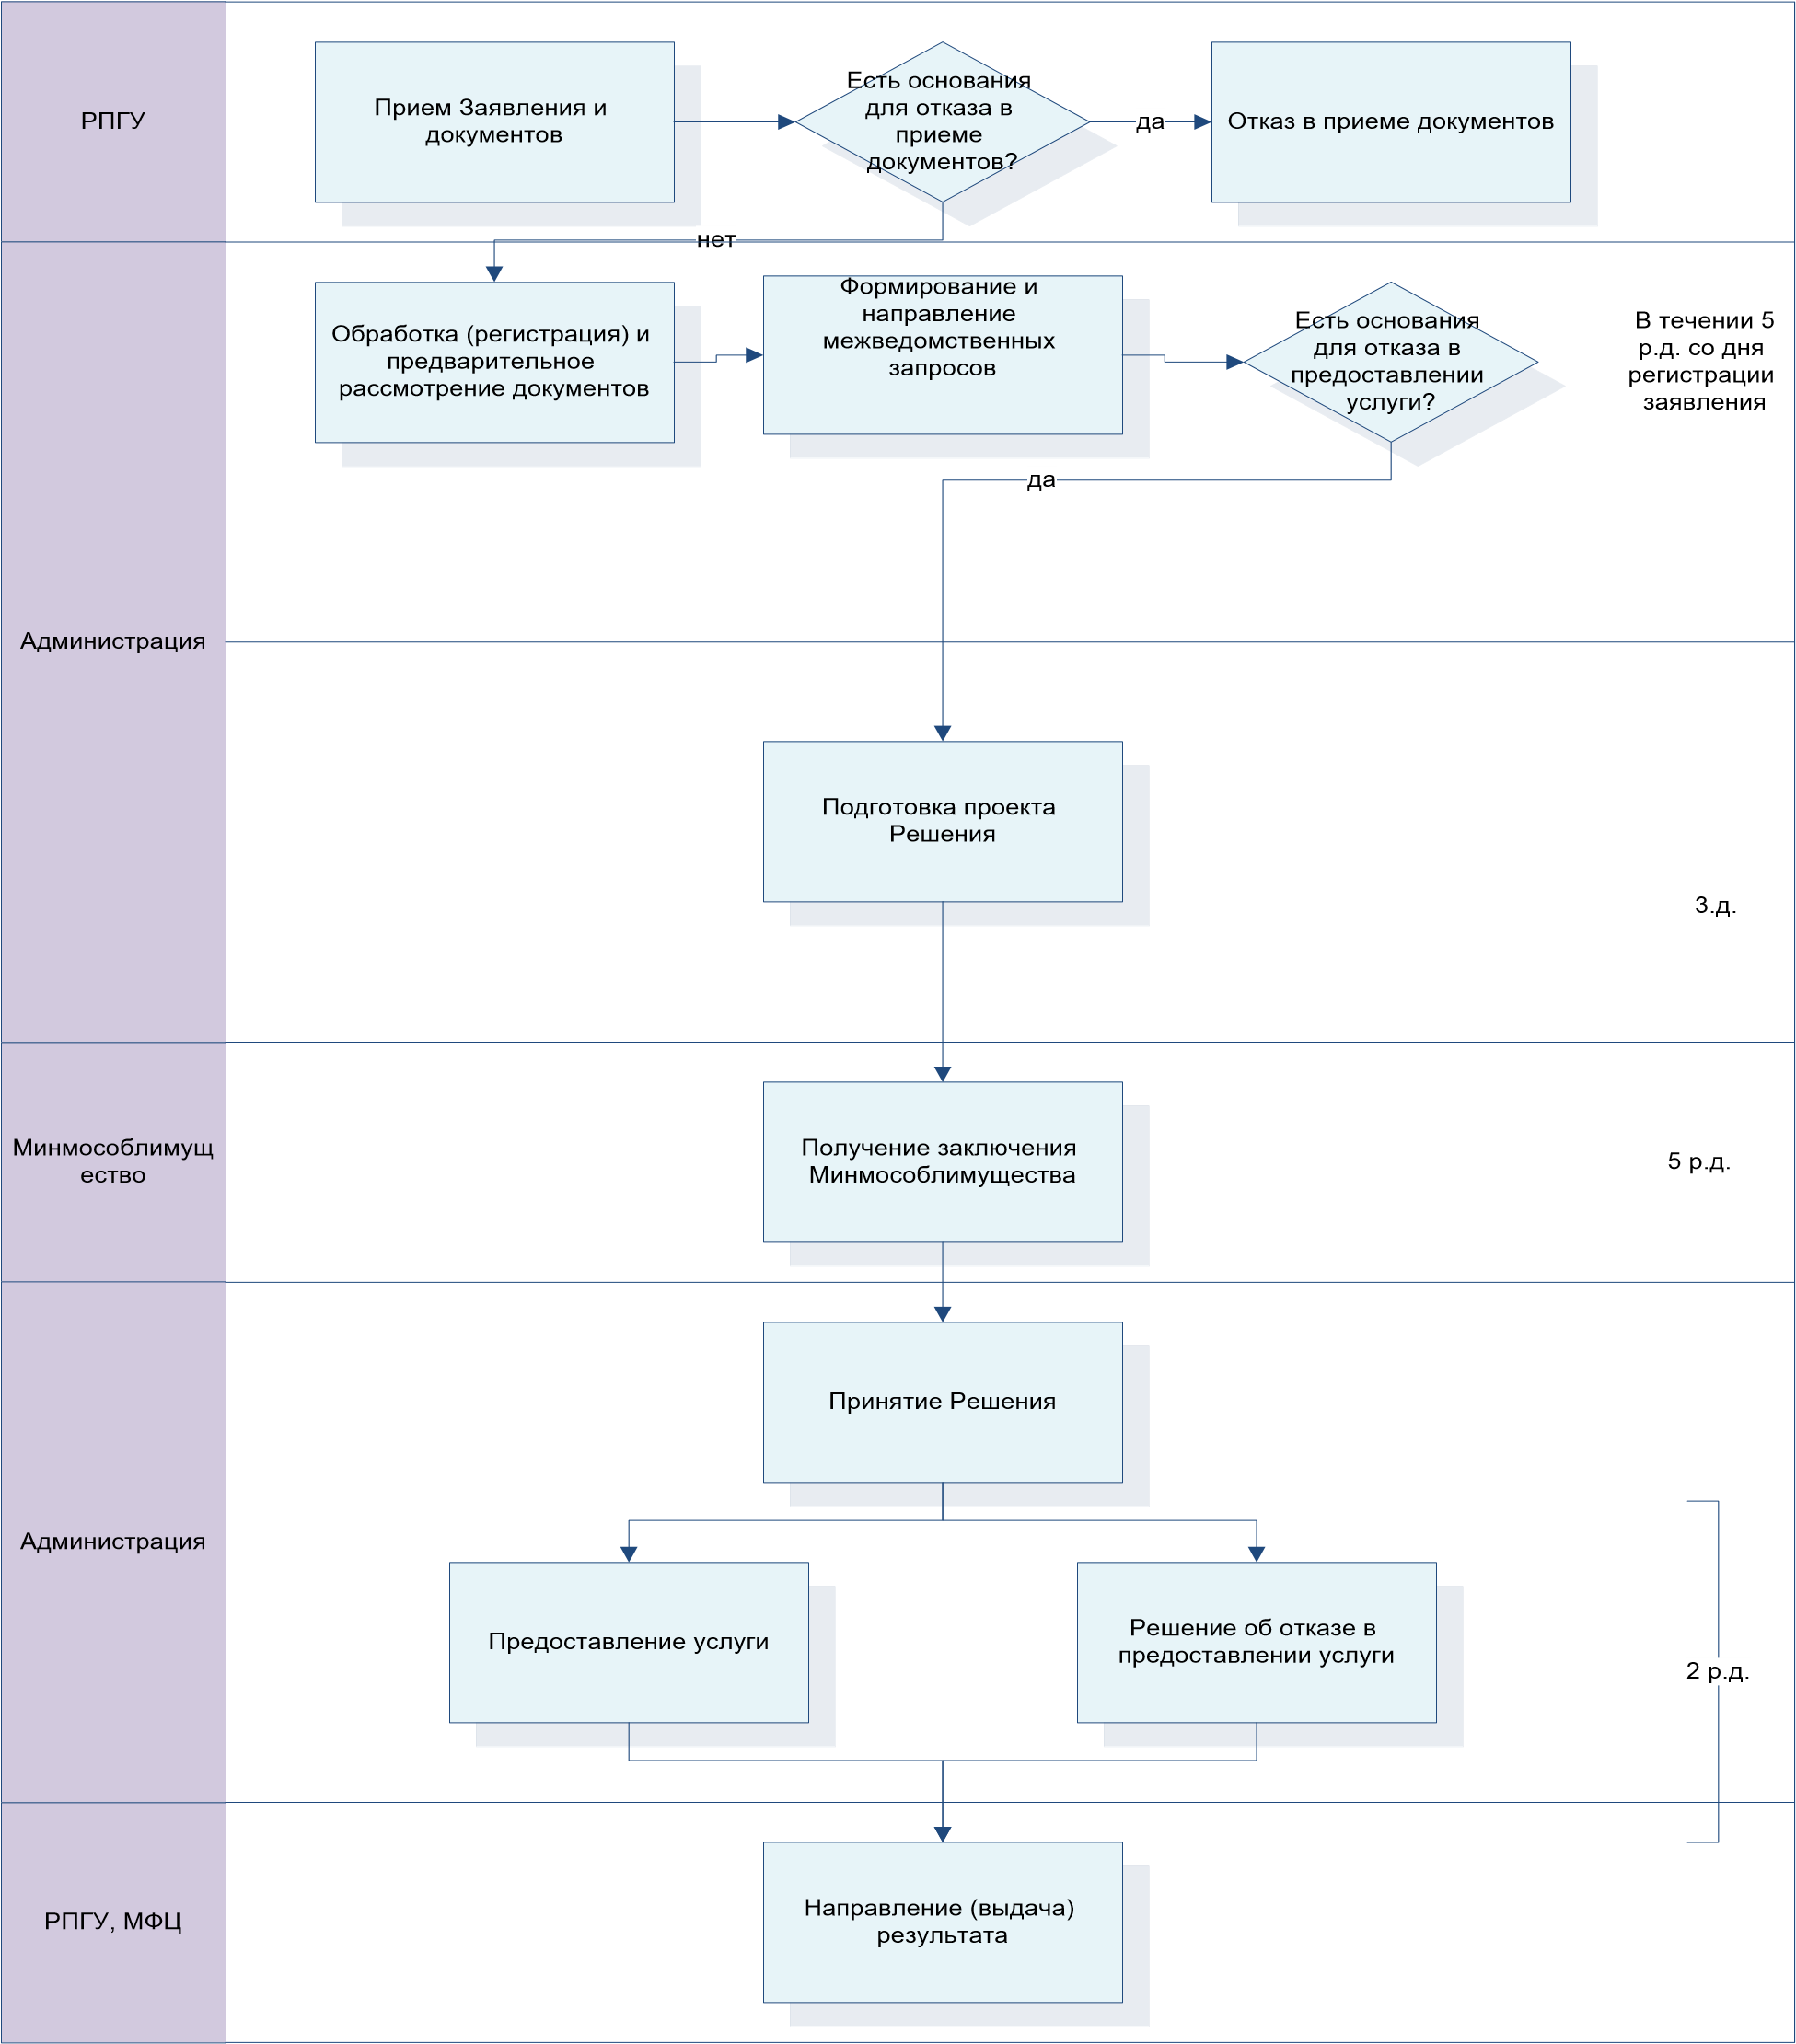 РПГУ
Прием Заявления и
документов
Есть основания
для отказа в
приеме
документов?
да
Отказ в приеме документов
нет
Администрация
Обработка (регистрация) и
предварительное
рассмотрение документов
Формирование и
направление
межведомственных
запросов
Есть основания
для отказа в
предоставлении
услуги?
В течении 5
р.д. со дня
регистрации
заявления
да
Подготовка проекта
Решения
3.д.
Минмособлимущ
ество
Получение заключения
Минмособлимущества
5 р.д.
Администрация
Принятие Решения
Предоставление услуги
Решение об отказе в
предоставлении услуги
2 р.д.
РПГУ, МФЦ
Направление (выдача)
результата